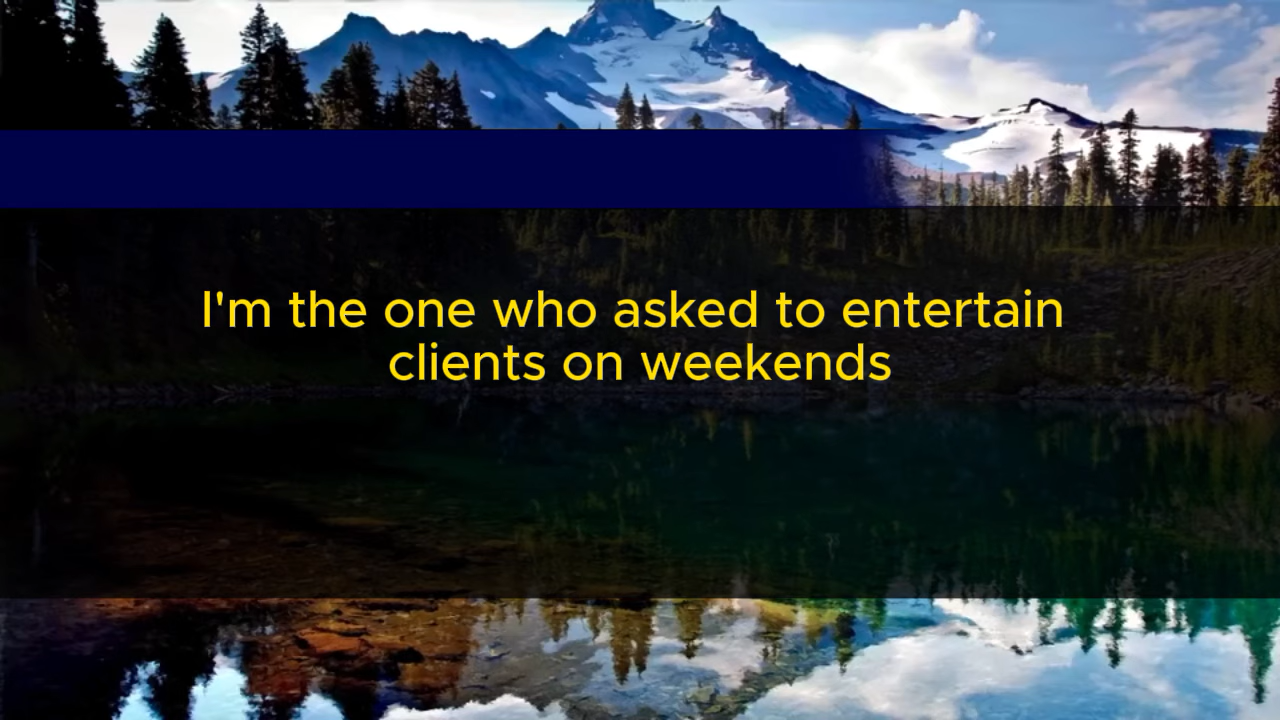 I'm the one who asked to entertain
clients on weekends